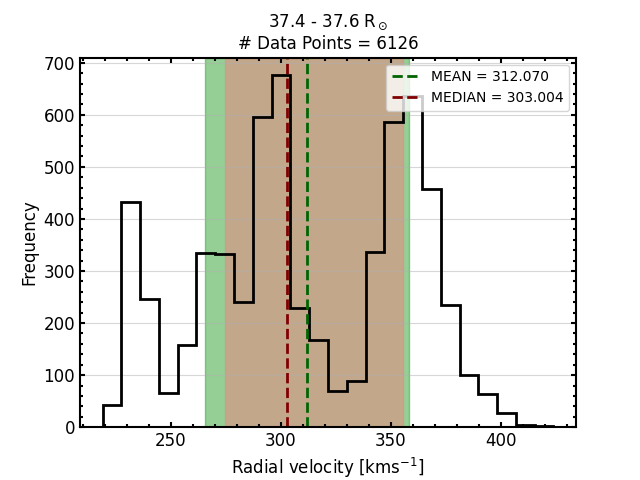 37.4 - 37.6 R⊙
# Data Points = 6126
MEAN = 312.070
MEDIAN = 303.004
700
600
500
400
300
200
100
0
Frequency
250 300 350 400
Radial velocity [kms⁻¹]